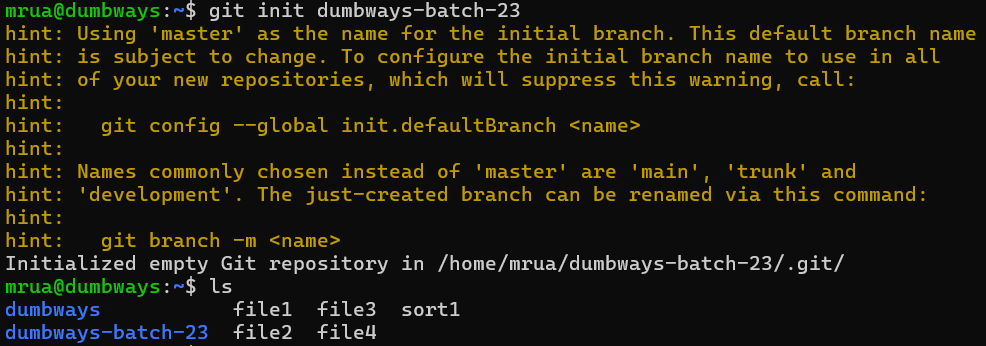 mrua@dumbways:~$ git init dumbways-batch-23
hint: Using 'master' as the name for the initial branch. This default branch name
hint: is subject to change. To configure the initial branch name to use in all
hint: of your new repositories, which will suppress this warning, call:
hint:
hint:   git config --global init.defaultBranch <name>
hint:
hint: Names commonly chosen instead of 'master' are 'main', 'trunk' and
hint: 'development'. The just-created branch can be renamed via this command:
hint:
hint:   git branch -m <name>
Initialized empty Git repository in /home/mrua/dumbways-batch-23/.git/
mrua@dumbways:~$ ls
dumbways           file1  file3  sort1
dumbways-batch-23  file2  file4